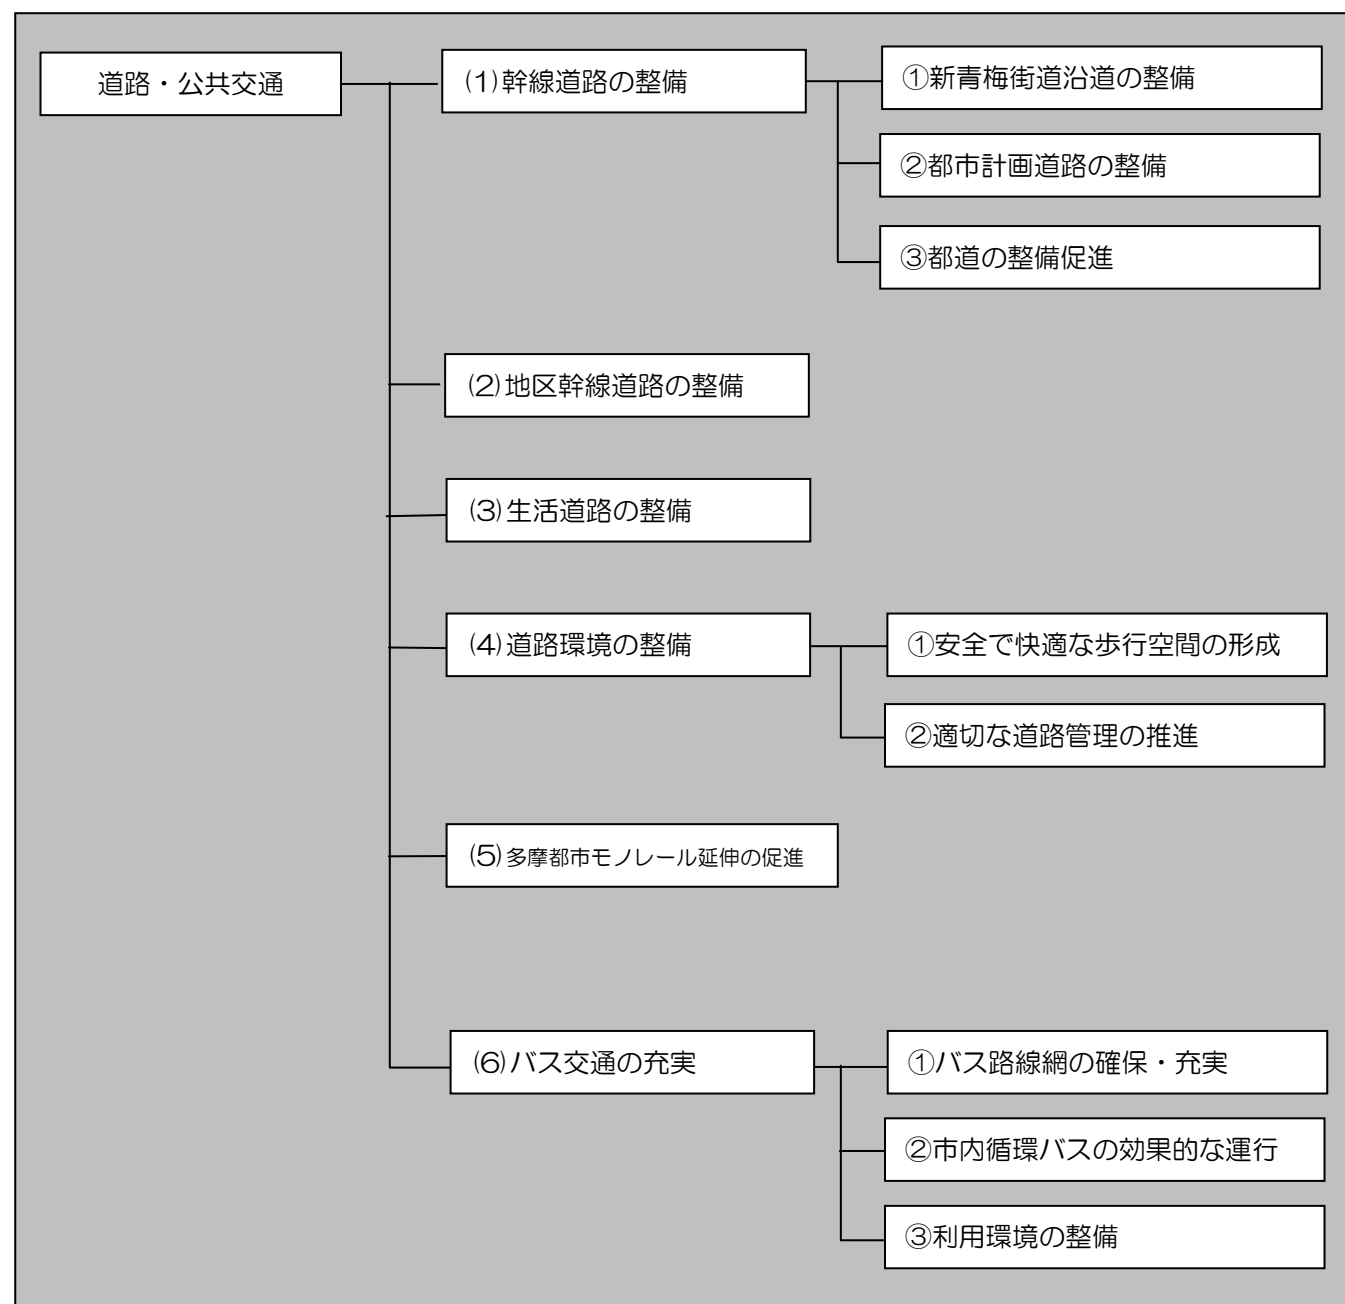 道路・公共交通
(1)幹線道路の整備
①新青梅街道沿道の整備
②都市計画道路の整備
③都道の整備促進
(2)地区幹線道路の整備
(3)生活道路の整備
(4)道路環境の整備
①安全で快適な歩行空間の形成
②適切な道路管理の推進
(5)多摩都市モノレール延伸の促進
(6)バス交通の充実
①バス路線網の確保・充実
②市内循環バスの効果的な運行
③利用環境の整備